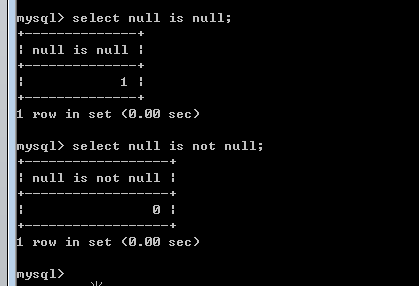 mysql> select null is null;
+--------------+
| null is null |
+--------------+
|            1 |
+--------------+
1 row in set (0.00 sec)
mysql> select null is not null;
+------------------+
| null is not null |
+------------------+
|                0 |
+------------------+
1 row in set (0.00 sec)
mysql>